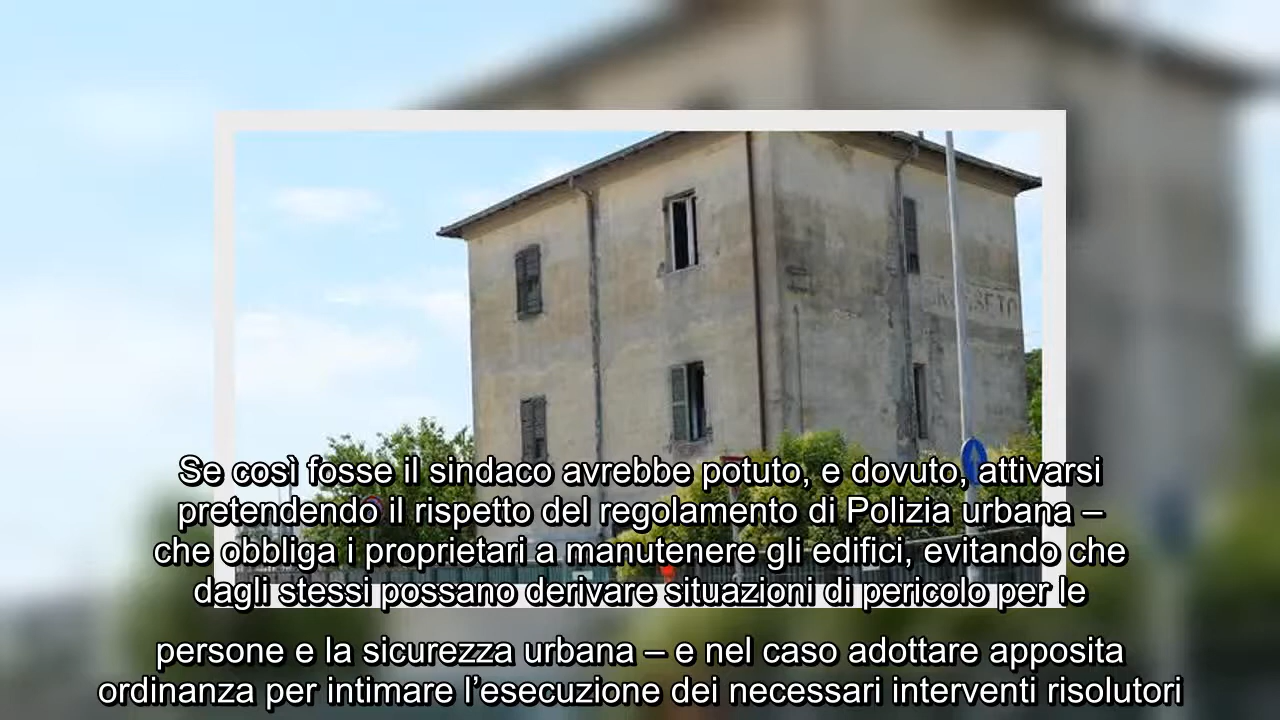 Se così fosse il sindaco avrebbe potuto, e dovuto, attivarsi
pretendendo il rispetto del regolamento di Polizia urbana –
che obbliga i proprietari a manutenere gli edifici, evitando che
dagli stessi possano derivare situazioni di pericolo per le
persone e la sicurezza urbana – e nel caso adottare apposita
ordinanza per intimare l’esecuzione dei necessari interventi risolutori